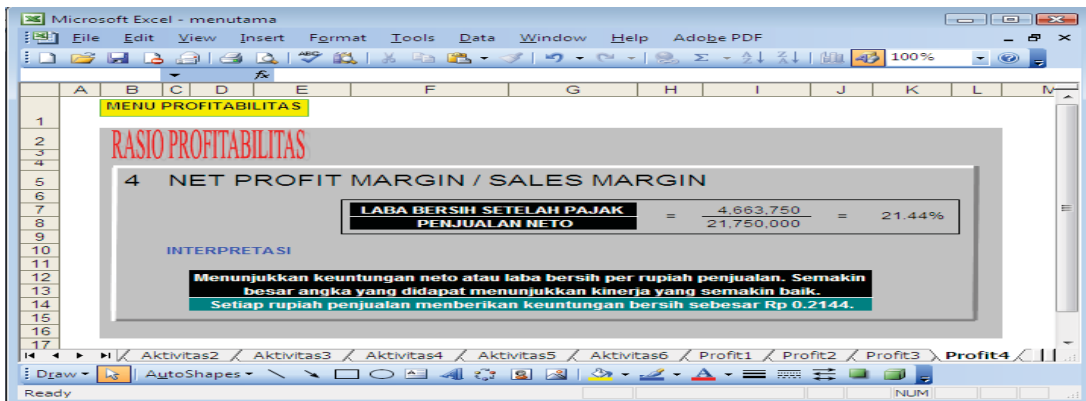 Microsoft Excel - menutama
File Edit View Insert Format Tools Data Window Help Adobe PDF
100%
fx
A B C D E F G H I J K L M
MENU PROFITABILITAS
1
2 RASIO PROFITABILITAS
3
4
5 4 NET PROFIT MARGIN / SALES MARGIN
6
7 LABA BERSIH SETELAH PAJAK = 4,663,750 = 21.44%
8 PENJUALAN NETO 21,750,000
9
10 INTERPRETASI
11
12 Menunjukkan keuntungan neto atau laba bersih per rupiah penjualan. Semakin
13 besar angka yang didapat menunjukkan kinerja yang semakin baik.
14 Setiap rupiah penjualan menberikan keuntungan bersih sebesar Rp 0.2144.
15
16
17
Aktivitas2 Aktivitas3 Aktivitas4 Aktivitas5 Aktivitas6 Profit1 Profit2 Profit3 Profit4
Draw AutoShapes
Ready NUM